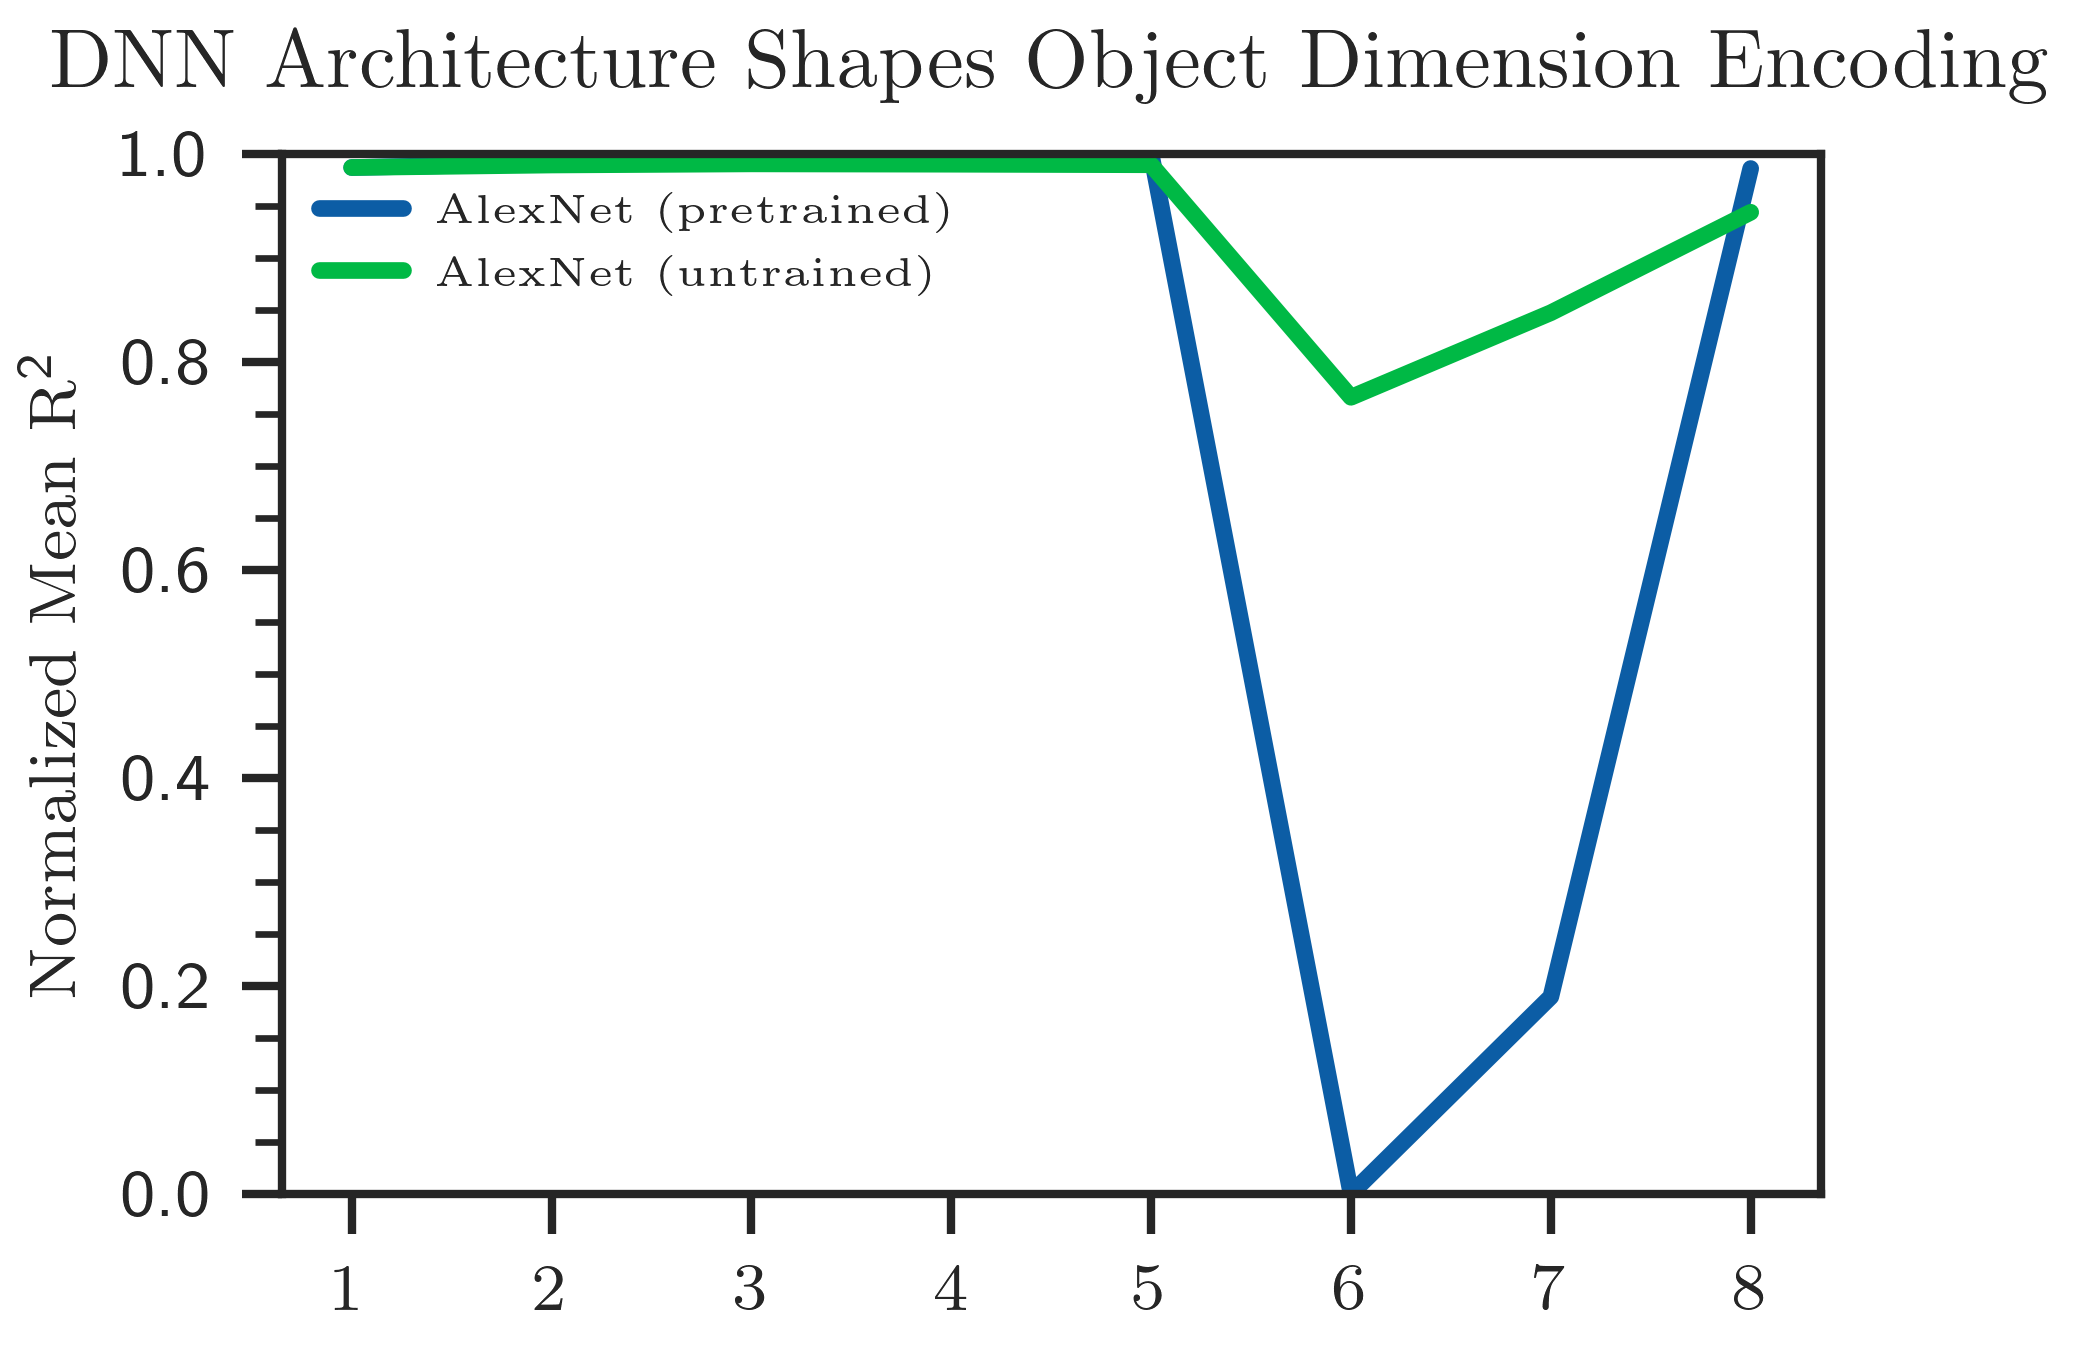 DNN Architecture Shapes Object Dimension Encoding
Normalized Mean R²
1.0
0.8
0.6
0.4
0.2
0.0
AlexNet (pretrained)
AlexNet (untrained)
1 2 3 4 5 6 7 8